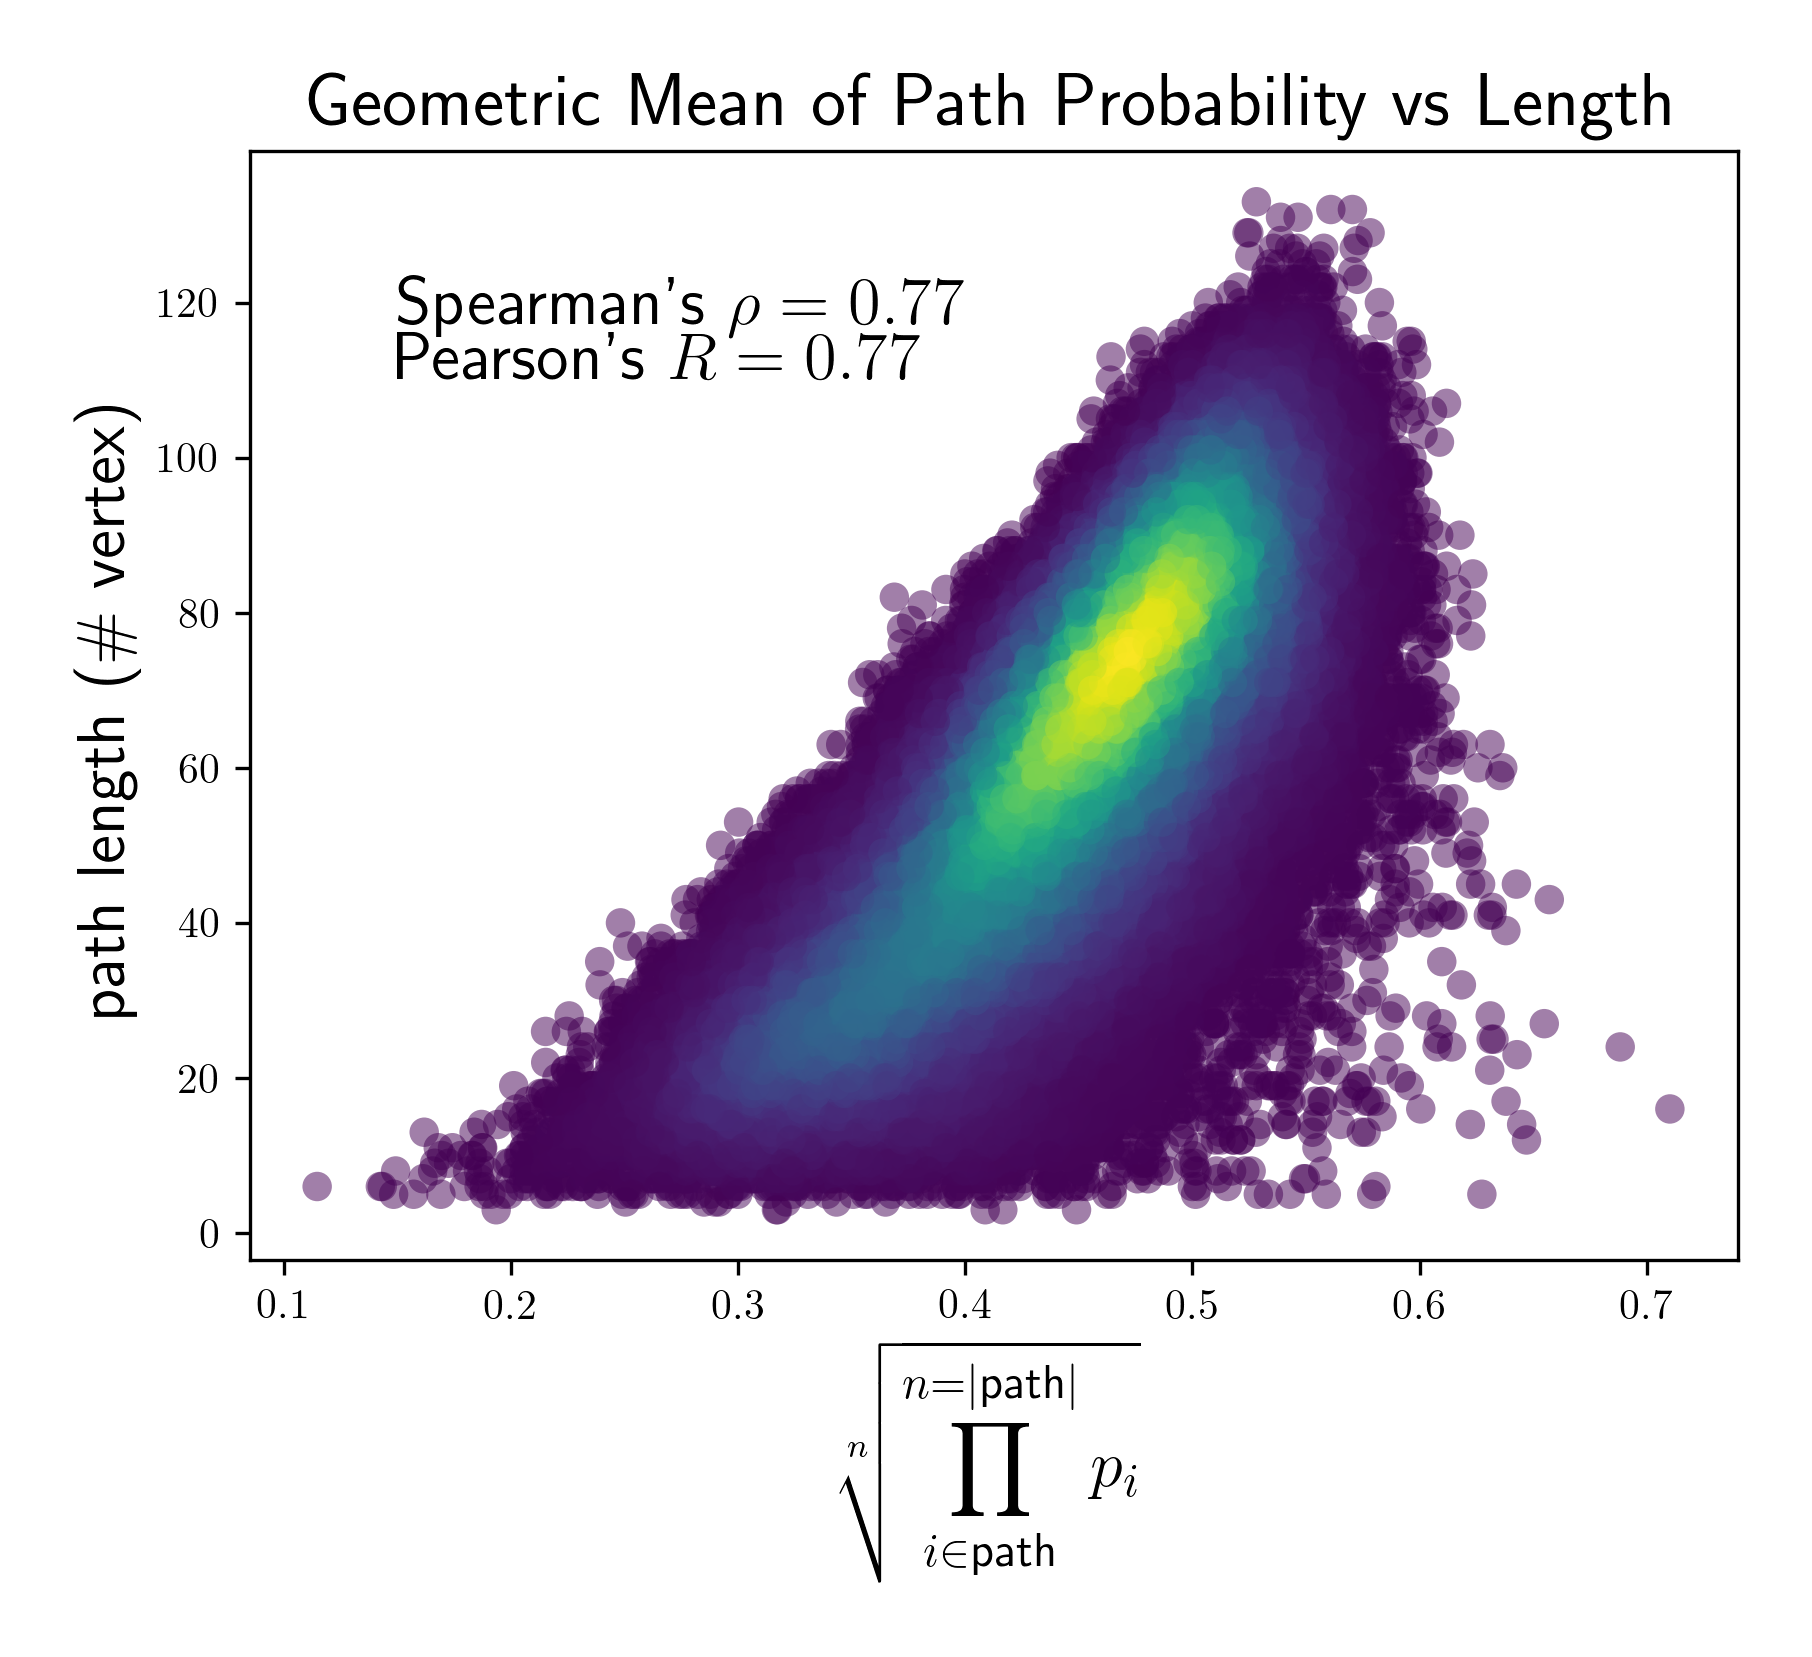 Geometric Mean of Path Probability vs Length
Spearman's ρ = 0.77
Pearson's R = 0.77
path length (# vertex)
120
100
80
60
40
20
0
0.1 0.2 0.3 0.4 0.5 0.6 0.7
n=|path|
n√ ∏ p_i
i∈path